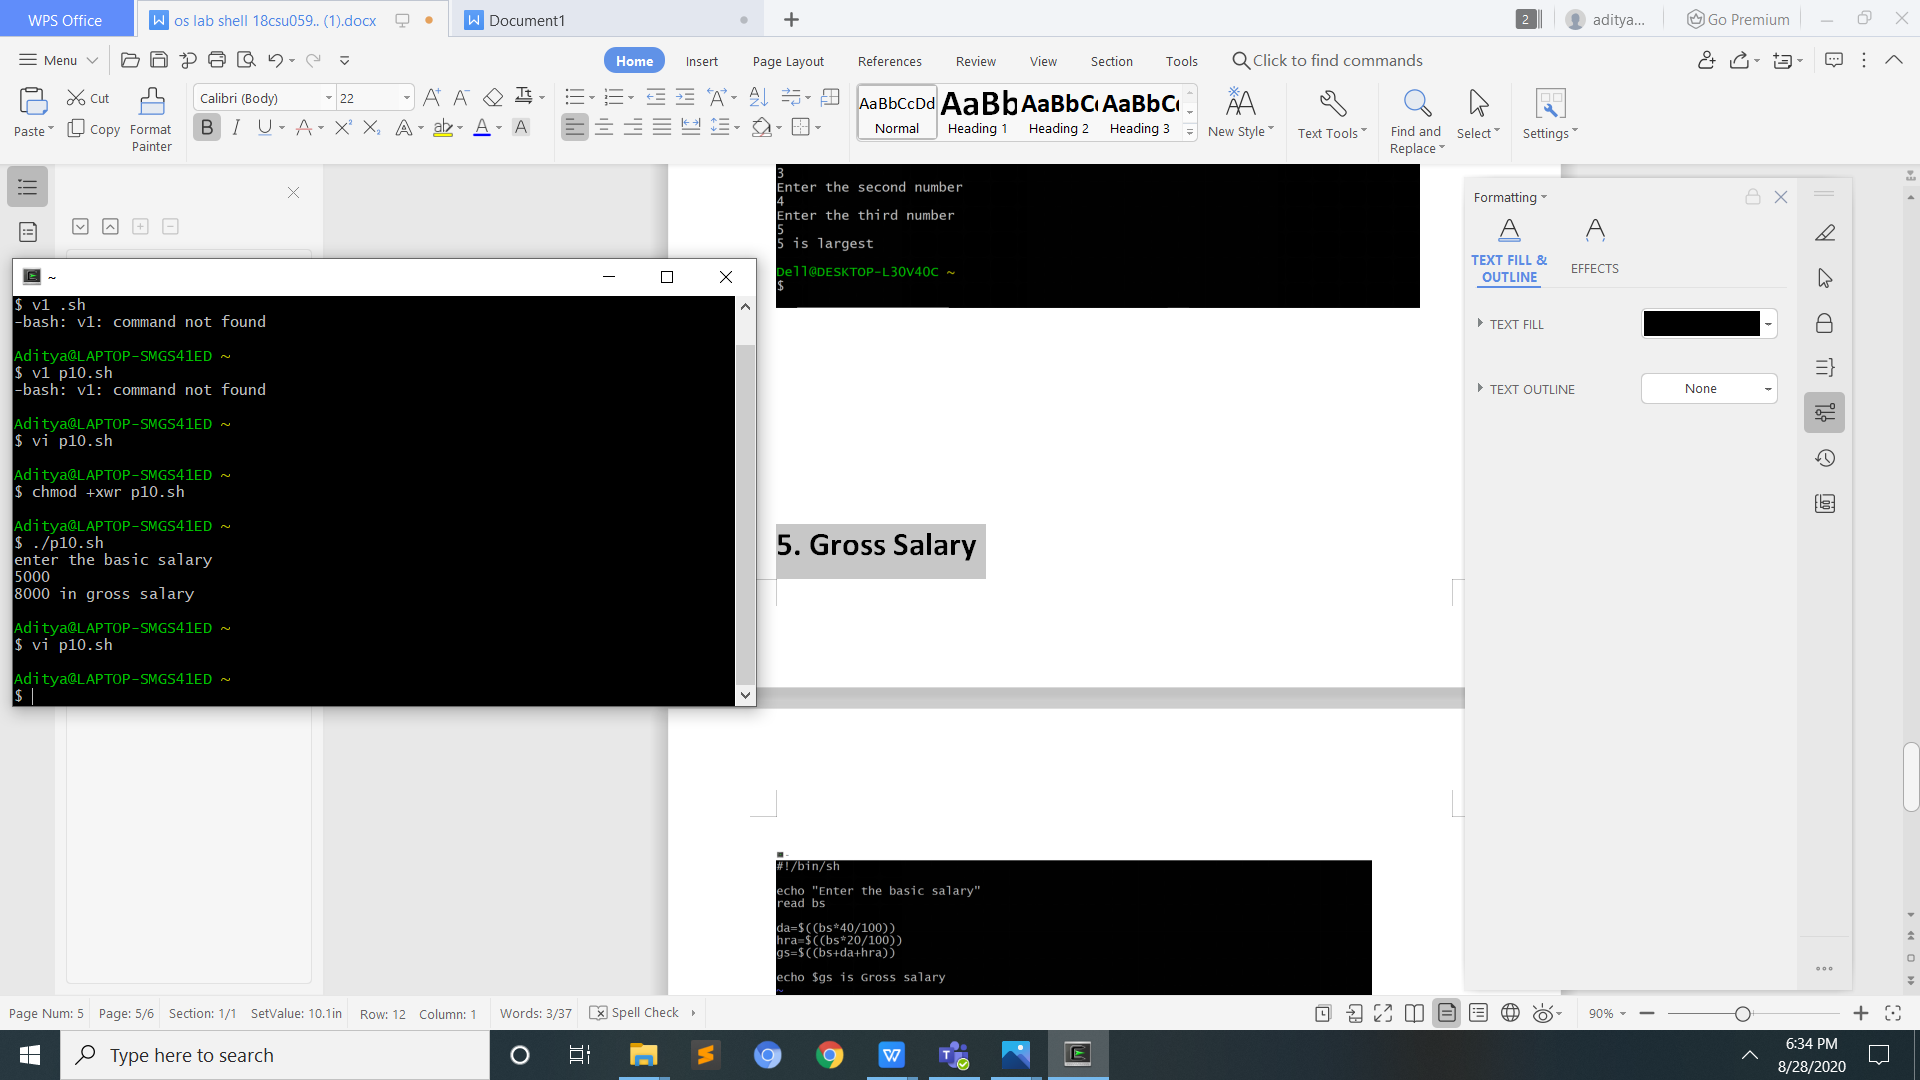 WPS Office
os lab shell 18csu059.. (1).docx
Document1
2
aditya...
Go Premium
Menu
Home
Insert
Page Layout
References
Review
View
Section
Tools
Click to find commands
Paste
Cut
Copy
Format
Painter
Calibri (Body)
22
AaBbCcDd
Normal
AaBb
Heading 1
AaBbC
Heading 2
AaBbC
Heading 3
New Style
Text Tools
Find and
Replace
Select
Settings
3
Enter the second number
4
Enter the third number
5
5 is largest
Dell@DESKTOP-L3OV4OC ~
$
5. Gross Salary
#!/bin/sh
echo "Enter the basic salary"
read bs
da=$((bs*40/100))
hra=$((bs*20/100))
gs=$((bs+da+hra))
echo $gs is Gross salary
~
~
$ v1 .sh
-bash: v1: command not found
Aditya@LAPTOP-SMGS41ED ~
$ v1 p10.sh
-bash: v1: command not found
Aditya@LAPTOP-SMGS41ED ~
$ vi p10.sh
Aditya@LAPTOP-SMGS41ED ~
$ chmod +xwr p10.sh
Aditya@LAPTOP-SMGS41ED ~
$ ./p10.sh
enter the basic salary
5000
8000 in gross salary
Aditya@LAPTOP-SMGS41ED ~
$ vi p10.sh
Aditya@LAPTOP-SMGS41ED ~
$
Formatting
TEXT FILL &
OUTLINE
EFFECTS
TEXT FILL
TEXT OUTLINE
None
Page Num: 5
Page: 5/6
Section: 1/1
SetValue: 10.1in
Row: 12
Column: 1
Words: 3/37
Spell Check
90%
Type here to search
6:34 PM
8/28/2020